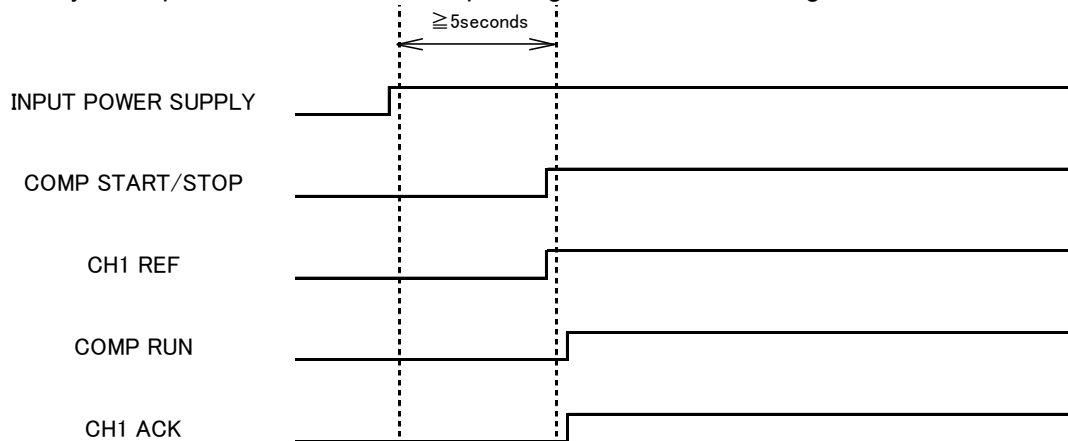 ≧5seconds
INPUT POWER SUPPLY
COMP START/STOP
CH1 REF
COMP RUN
CH1 ACK